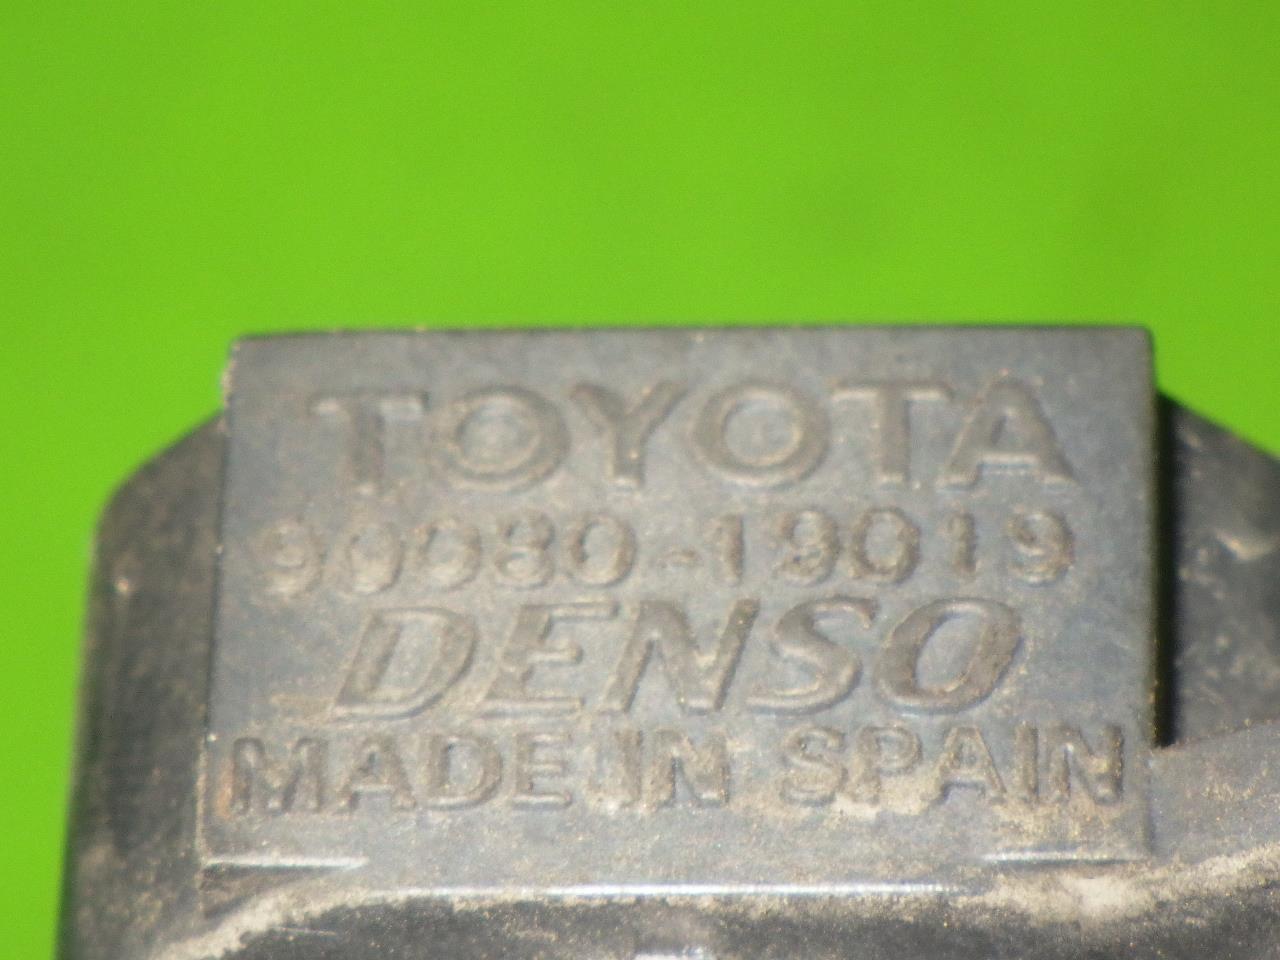 TOYOTA
90080-19019
DENSO
MADE IN SPAIN